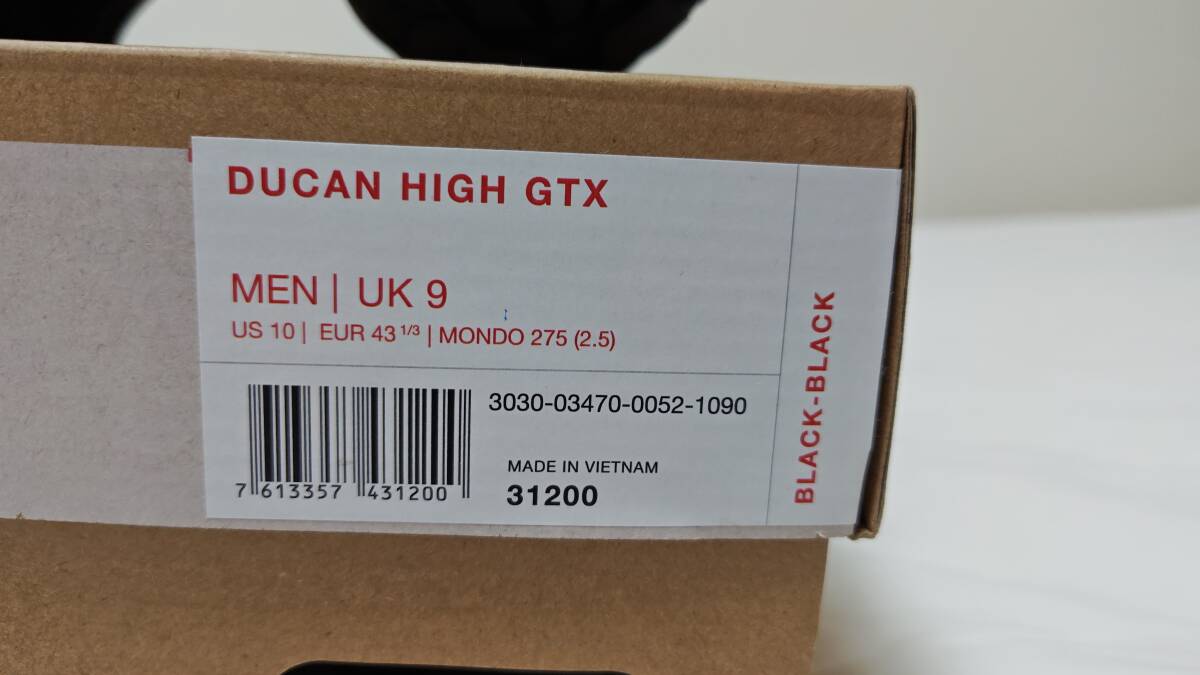 DUCAN HIGH GTX
MEN | UK 9
US 10 | EUR 43 1/3 | MONDO 275 (2.5)
3030-03470-0052-1090
MADE IN VIETNAM
31200
7 613357 431200
BLACK-BLACK